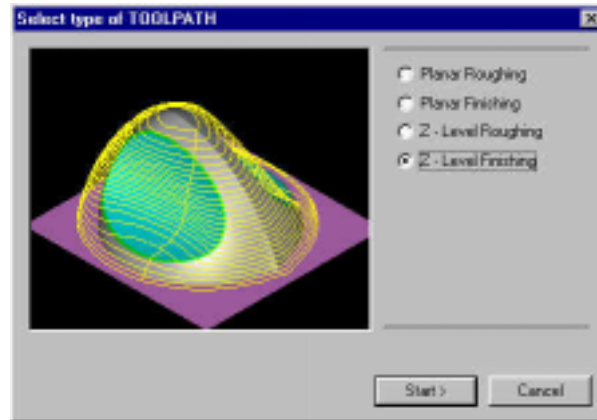 Select type of TOOLPATH
Planar Roughing
Planar Finishing
Z - Level Roughing
Z - Level Finishing
Start >
Cancel